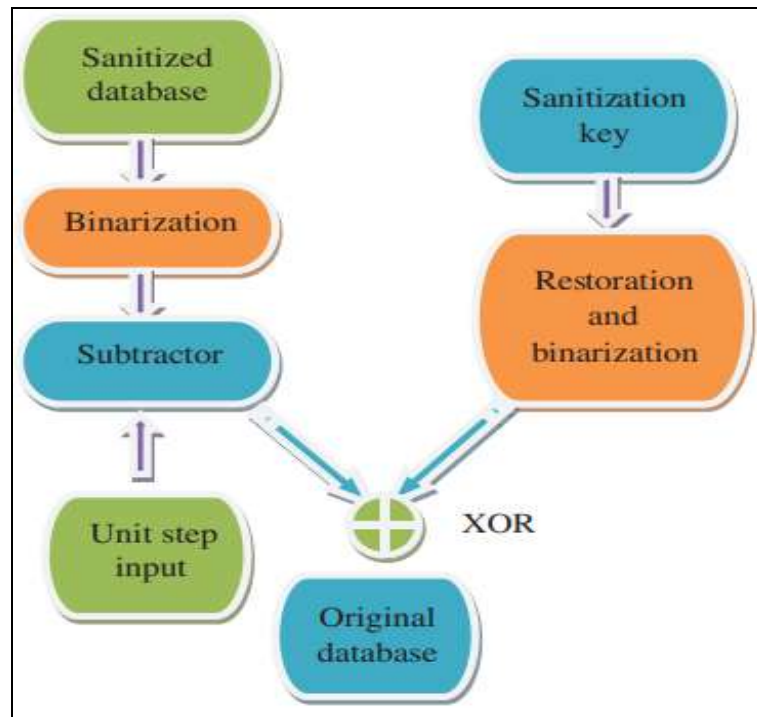 Sanitized
database
Sanitization
key
Binarization
Restoration
and
binarization
Subtractor
XOR
Unit step
input
Original
database